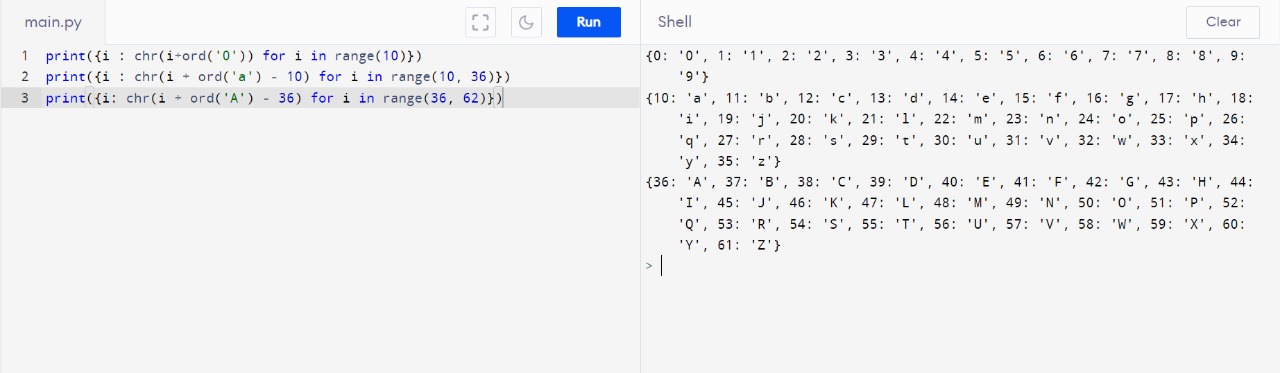 main.py
Run
Shell
Clear
1 print({i : chr(i+ord('0')) for i in range(10)})
2 print({i : chr(i + ord('a') - 10) for i in range(10, 36)})
3 print({i: chr(i + ord('A') - 36) for i in range(36, 62)})
{0: '0', 1: '1', 2: '2', 3: '3', 4: '4', 5: '5', 6: '6', 7: '7', 8: '8', 9:
'9'}
{10: 'a', 11: 'b', 12: 'c', 13: 'd', 14: 'e', 15: 'f', 16: 'g', 17: 'h', 18:
'i', 19: 'j', 20: 'k', 21: 'l', 22: 'm', 23: 'n', 24: 'o', 25: 'p', 26:
'q', 27: 'r', 28: 's', 29: 't', 30: 'u', 31: 'v', 32: 'w', 33: 'x', 34:
'y', 35: 'z'}
{36: 'A', 37: 'B', 38: 'C', 39: 'D', 40: 'E', 41: 'F', 42: 'G', 43: 'H', 44:
'I', 45: 'J', 46: 'K', 47: 'L', 48: 'M', 49: 'N', 50: 'O', 51: 'P', 52:
'Q', 53: 'R', 54: 'S', 55: 'T', 56: 'U', 57: 'V', 58: 'W', 59: 'X', 60:
'Y', 61: 'Z'}
>